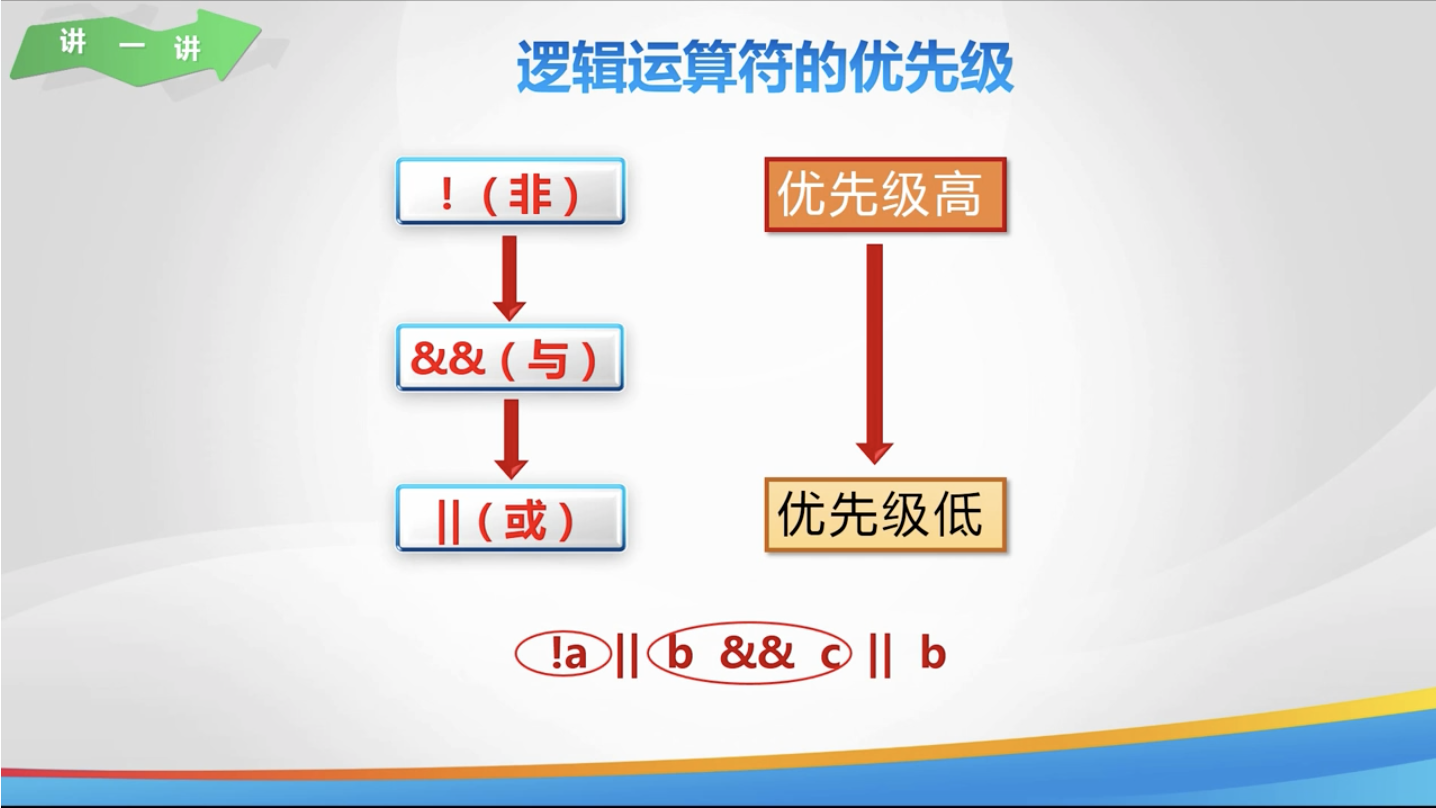 讲一讲
逻辑运算符的优先级
!（非）
优先级高
&&（与）
||（或）
优先级低
!a || b && c || b